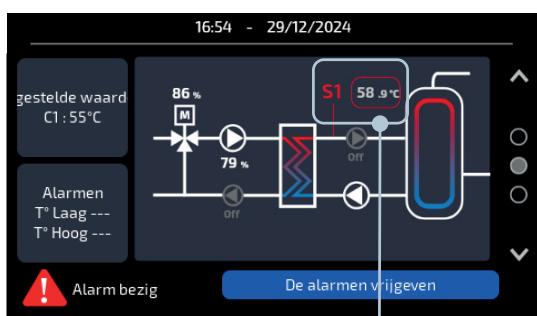 16:54 - 29/12/2024
gestelde waard
C1 : 55°C
Alarmen
T° Laag ---
T° Hoog ---
86 %
M
79 %
off
S1 58 .9°C
Off
Alarm bezig
De alarmen vrijgeven